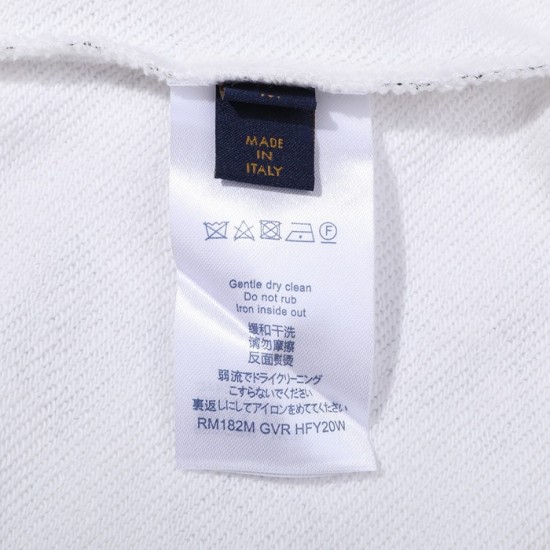 MADE
IN
ITALY
Gentle dry clean
Do not rub
Iron inside out
缓和干洗
请勿摩擦
反面熨烫
弱流でドライクリーニング
こすらないでください
裏返しにしてアイロンをあててください
RM182M GVR HFY20W